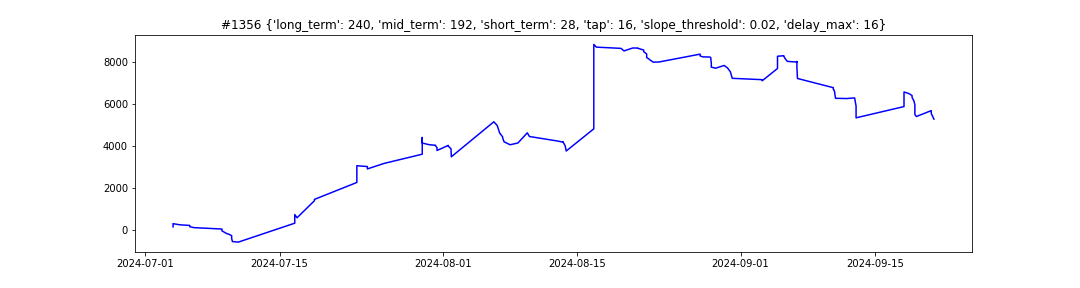 #1356 {'long_term': 240, 'mid_term': 192, 'short_term': 28, 'tap': 16, 'slope_threshold': 0.02, 'delay_max': 16}
8000
6000
4000
2000
0
2024-07-01 2024-07-15 2024-08-01 2024-08-15 2024-09-01 2024-09-15